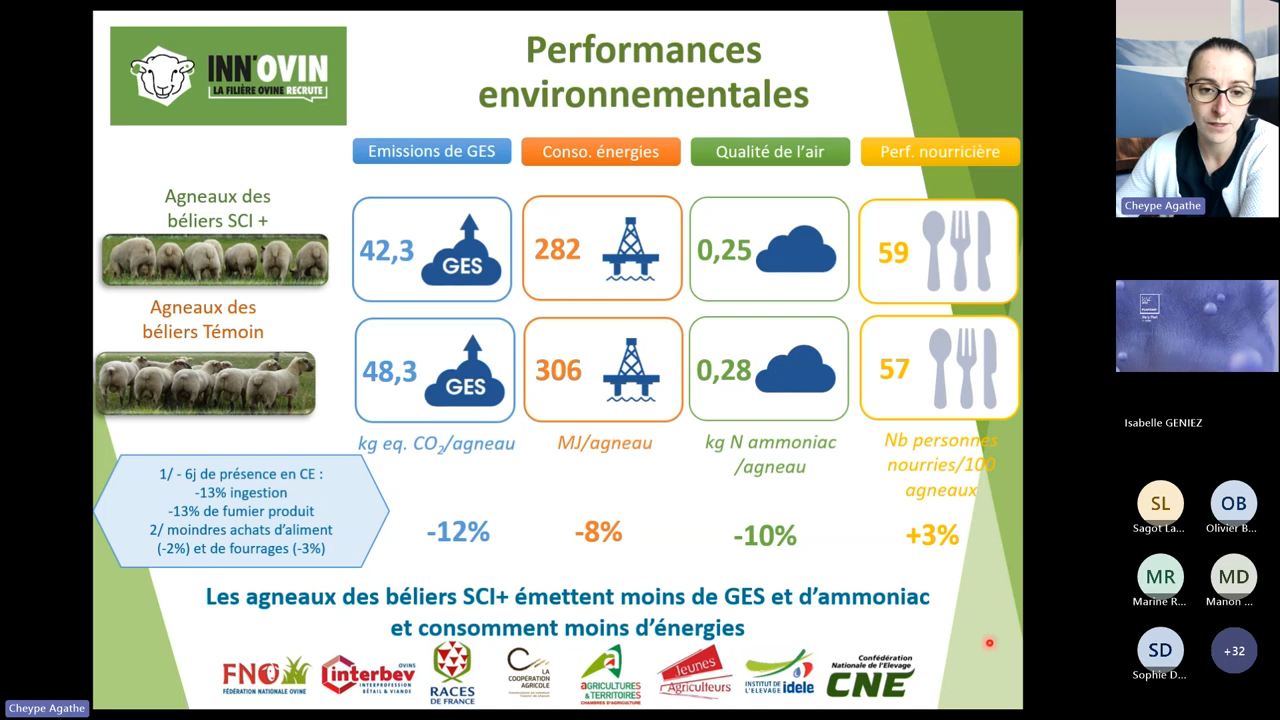 INN'OVIN
LA FILIÈRE OVINE RECRUTE
Performances
environnementales
Emissions de GES
Conso. énergies
Qualité de l'air
Perf. nourricière
Agneaux des
béliers SCI +
42,3
GES
282
0,25
59
Agneaux des
béliers Témoin
48,3
GES
306
0,28
57
kg eq. CO₂/agneau
MJ/agneau
kg N ammoniac
/agneau
Nb personnes
nourries/100
agneaux
1/ - 6j de présence en CE :
-13% ingestion
-13% de fumier produit
2/ moindres achats d'aliment
(-2%) et de fourrages (-3%)
-12%
-8%
-10%
+3%
Les agneaux des béliers SCI+ émettent moins de GES et d'ammoniac
et consomment moins d'énergies
FNO
FÉDÉRATION NATIONALE OVINE
OVINS
interbev
INTERPROFESSION
BÉTAIL & VIANDE
RACES
DE FRANCE
LA
COOPÉRATION
AGRICOLE
AGRICULTURES
& TERRITOIRES
CHAMBRES D'AGRICULTURE
Jeunes
Agriculteurs
INSTITUT DE
L'ELEVAGE idele
Confédération
Nationale de l'Elevage
CNE
Cheype Agathe
Cheype Agathe
Isabelle GENIEZ
SL
Sagot La...
OB
Olivier B...
MR
Marine R...
MD
Manon ...
SD
Sophie D...
+32